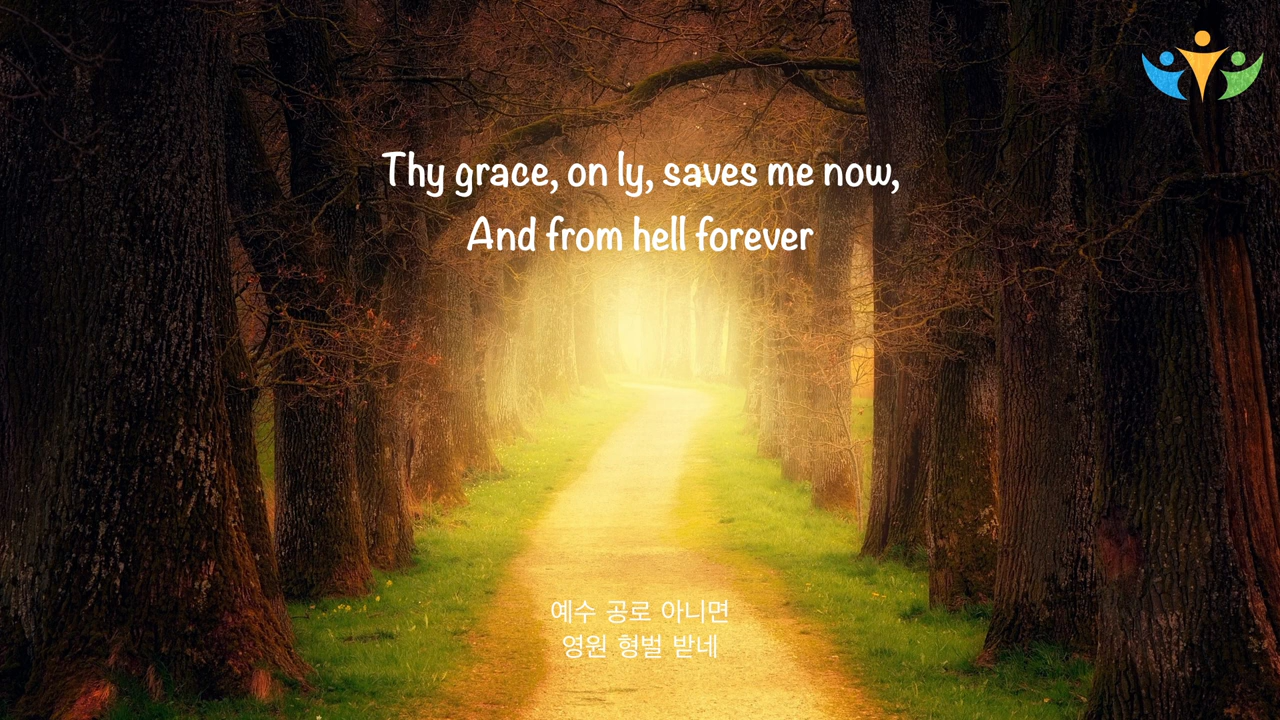 Thy grace, on ly, saves me now,
And from hell forever
예수 공로 아니면
영원 형벌 받네